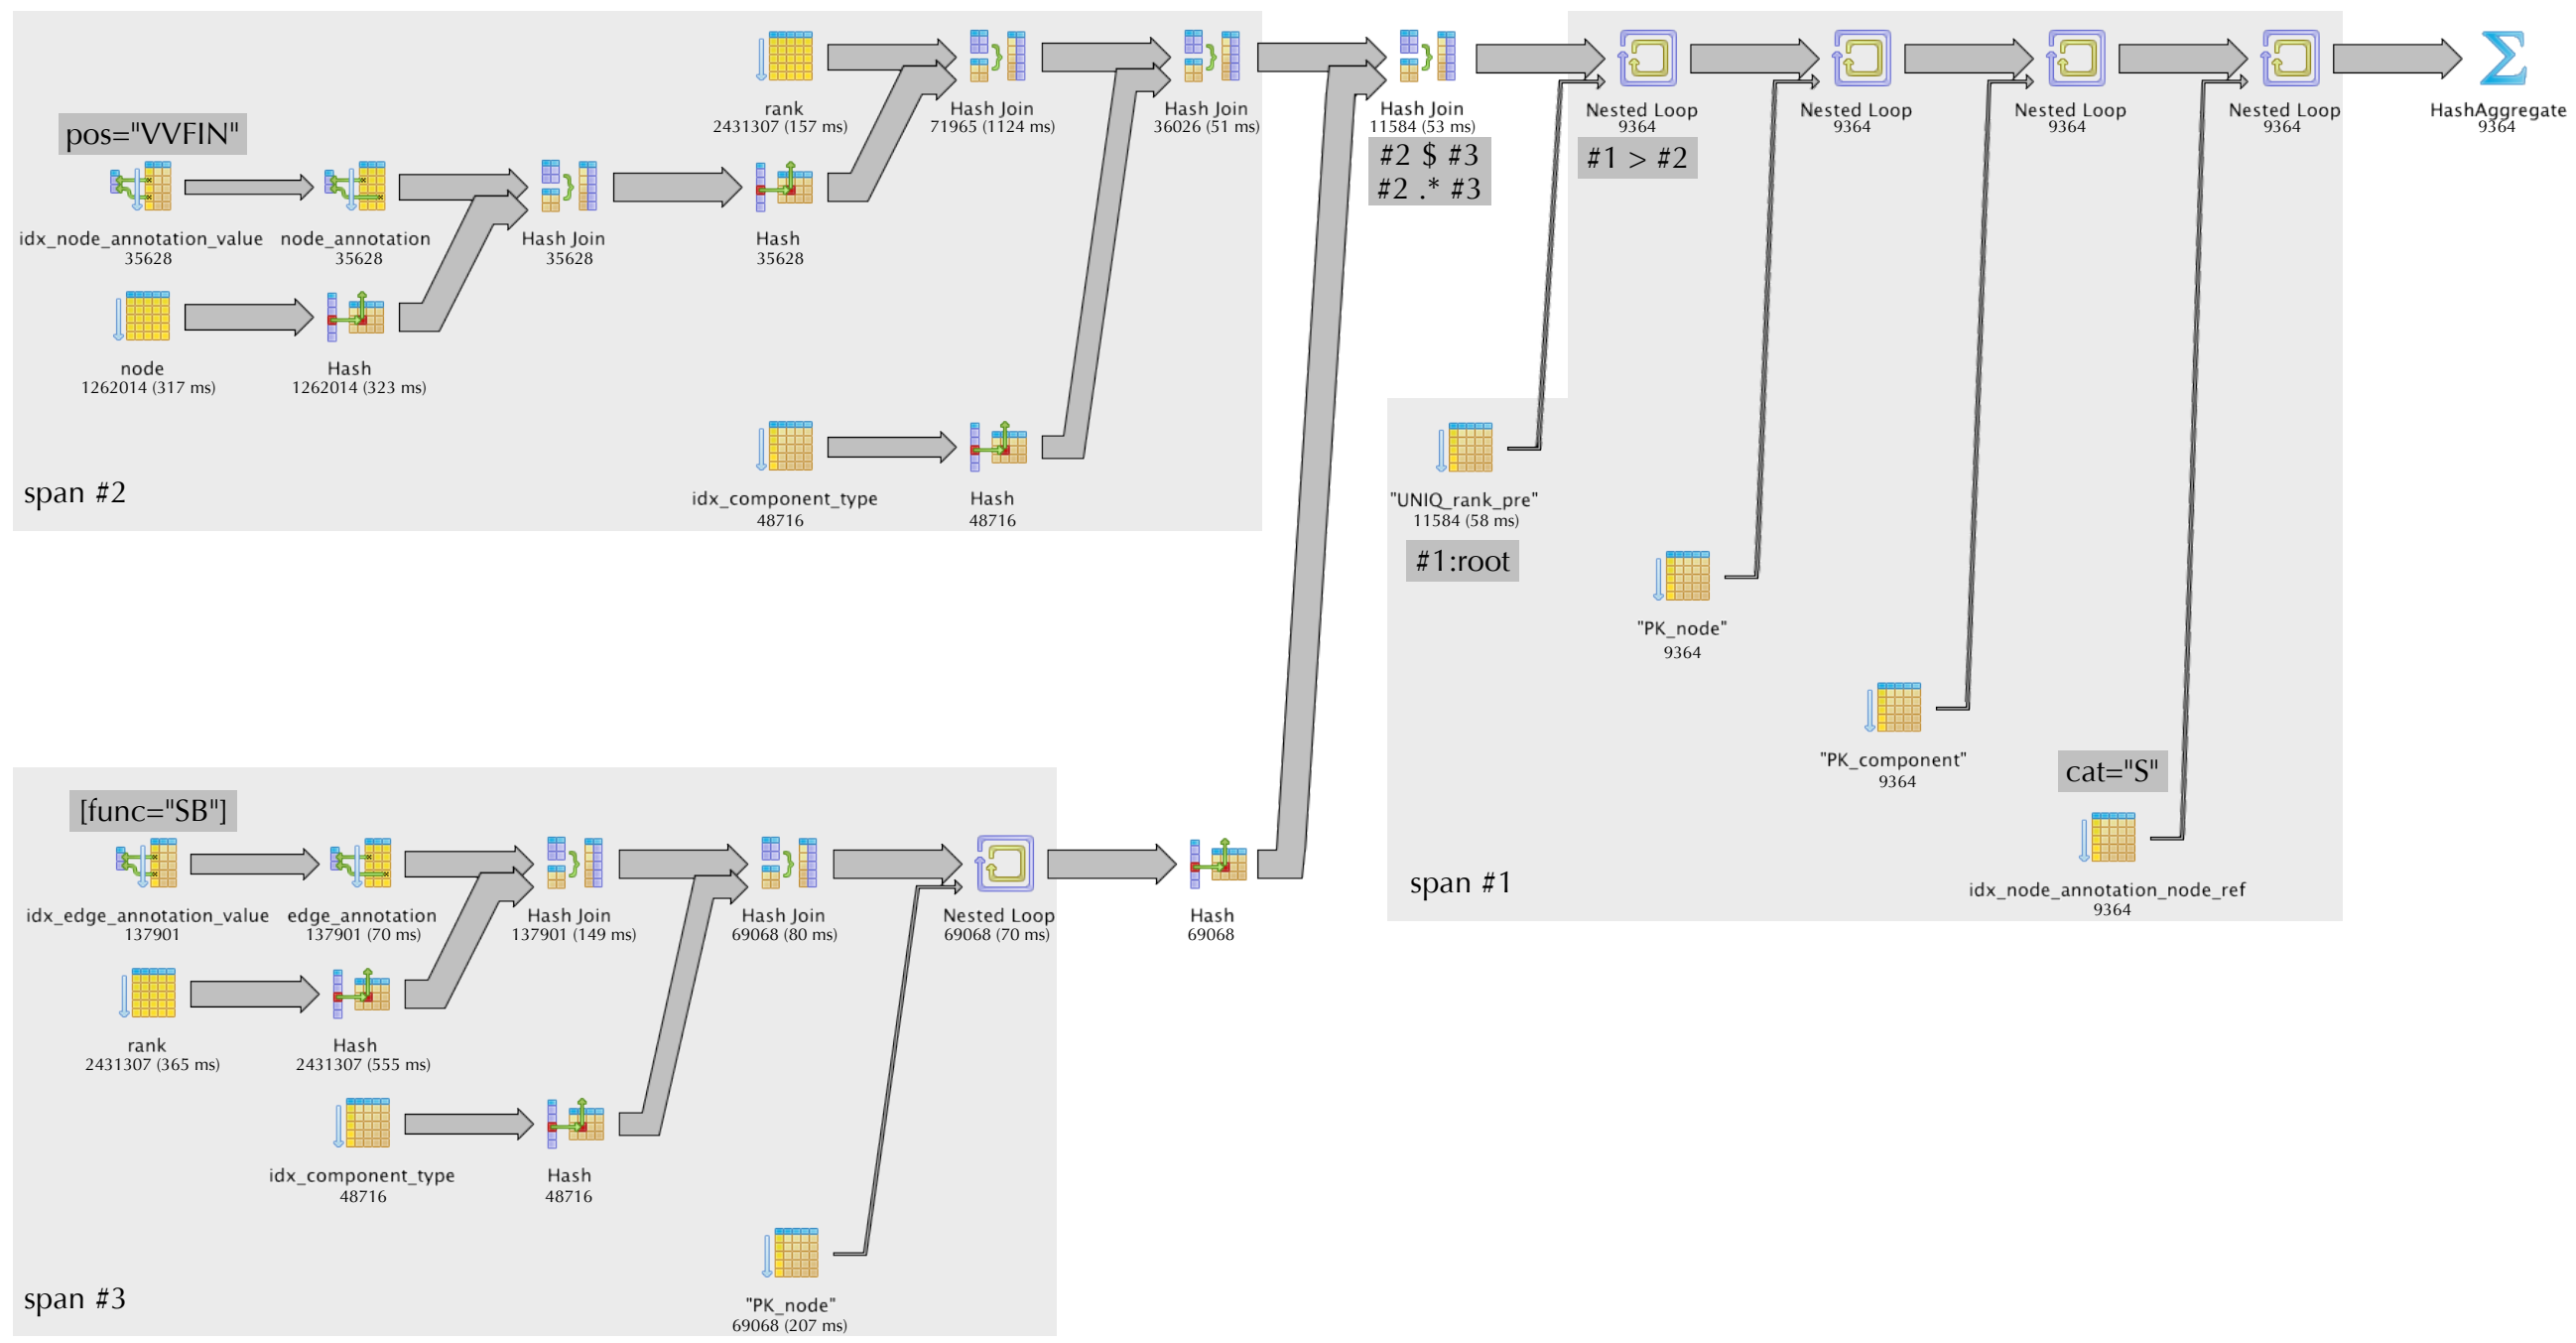 rank
2431307 (157 ms)
Hash Join
71965 (1124 ms)
Hash Join
36026 (51 ms)
Hash Join
11584 (53 ms)
#2 $ #3
#2 .* #3
Nested Loop
9364
#1 > #2
Nested Loop
9364
Nested Loop
9364
Nested Loop
9364
HashAggregate
9364
pos="VVFIN"
idx_node_annotation_value
35628
node_annotation
35628
Hash Join
35628
Hash
35628
node
1262014 (317 ms)
Hash
1262014 (323 ms)
idx_component_type
48716
Hash
48716
span #2
"UNIQ_rank_pre"
11584 (58 ms)
#1:root
"PK_node"
9364
"PK_component"
9364
cat="S"
idx_node_annotation_node_ref
9364
span #1
[func="SB"]
idx_edge_annotation_value
137901
edge_annotation
137901 (70 ms)
Hash Join
137901 (149 ms)
Hash Join
69068 (80 ms)
Nested Loop
69068 (70 ms)
Hash
69068
rank
2431307 (365 ms)
Hash
2431307 (555 ms)
idx_component_type
48716
Hash
48716
"PK_node"
69068 (207 ms)
span #3